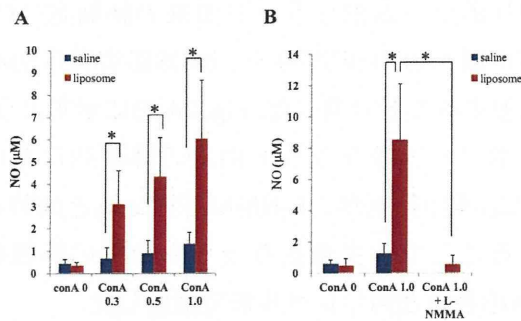 A
saline
liposome
NO (μM)
10
9
8
7
6
5
4
3
2
1
0
*
*
*
conA 0
ConA 0.3
ConA 0.5
ConA 1.0
B
saline
liposome
NO (μM)
14
12
10
8
6
4
2
0
*
*
ConA 0
ConA 1.0
ConA 1.0
+ L-
NMMA